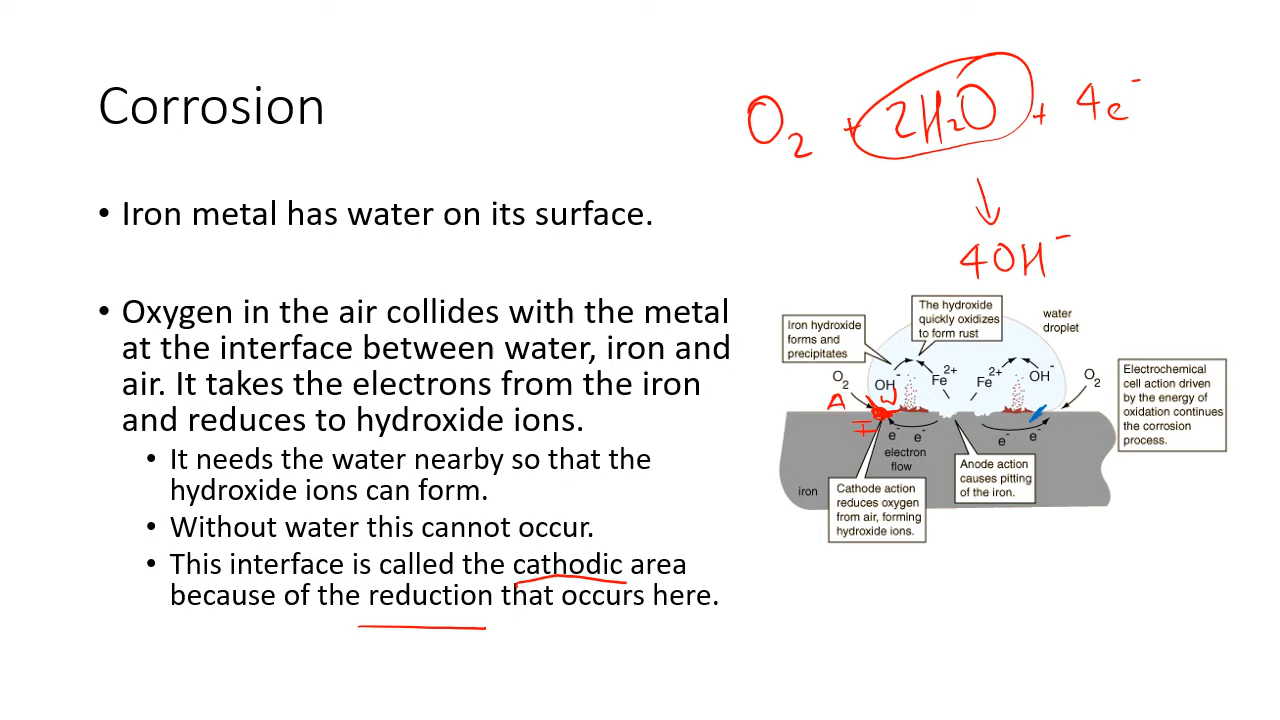 Corrosion
O₂ + 2H₂O + 4e⁻
↓
4OH⁻
• Iron metal has water on its surface.
• Oxygen in the air collides with the metal
at the interface between water, iron and
air. It takes the electrons from the iron
and reduces to hydroxide ions.
• It needs the water nearby so that the
hydroxide ions can form.
• Without water this cannot occur.
• This interface is called the cathodic area
because of the reduction that occurs here.
Iron hydroxide
forms and
precipitates
The hydroxide
quickly oxidizes
to form rust
water
droplet
O₂
OH⁻
Fe²⁺
Fe²⁺
OH⁻
O₂
A
W
I
e⁻ e⁻
electron
flow
e⁻ e⁻
iron
Cathode action
reduces oxygen
from air, forming
hydroxide ions.
Anode action
causes pitting
of the iron.
Electrochemical
cell action driven
by the energy of
oxidation continues
the corrosion
process.